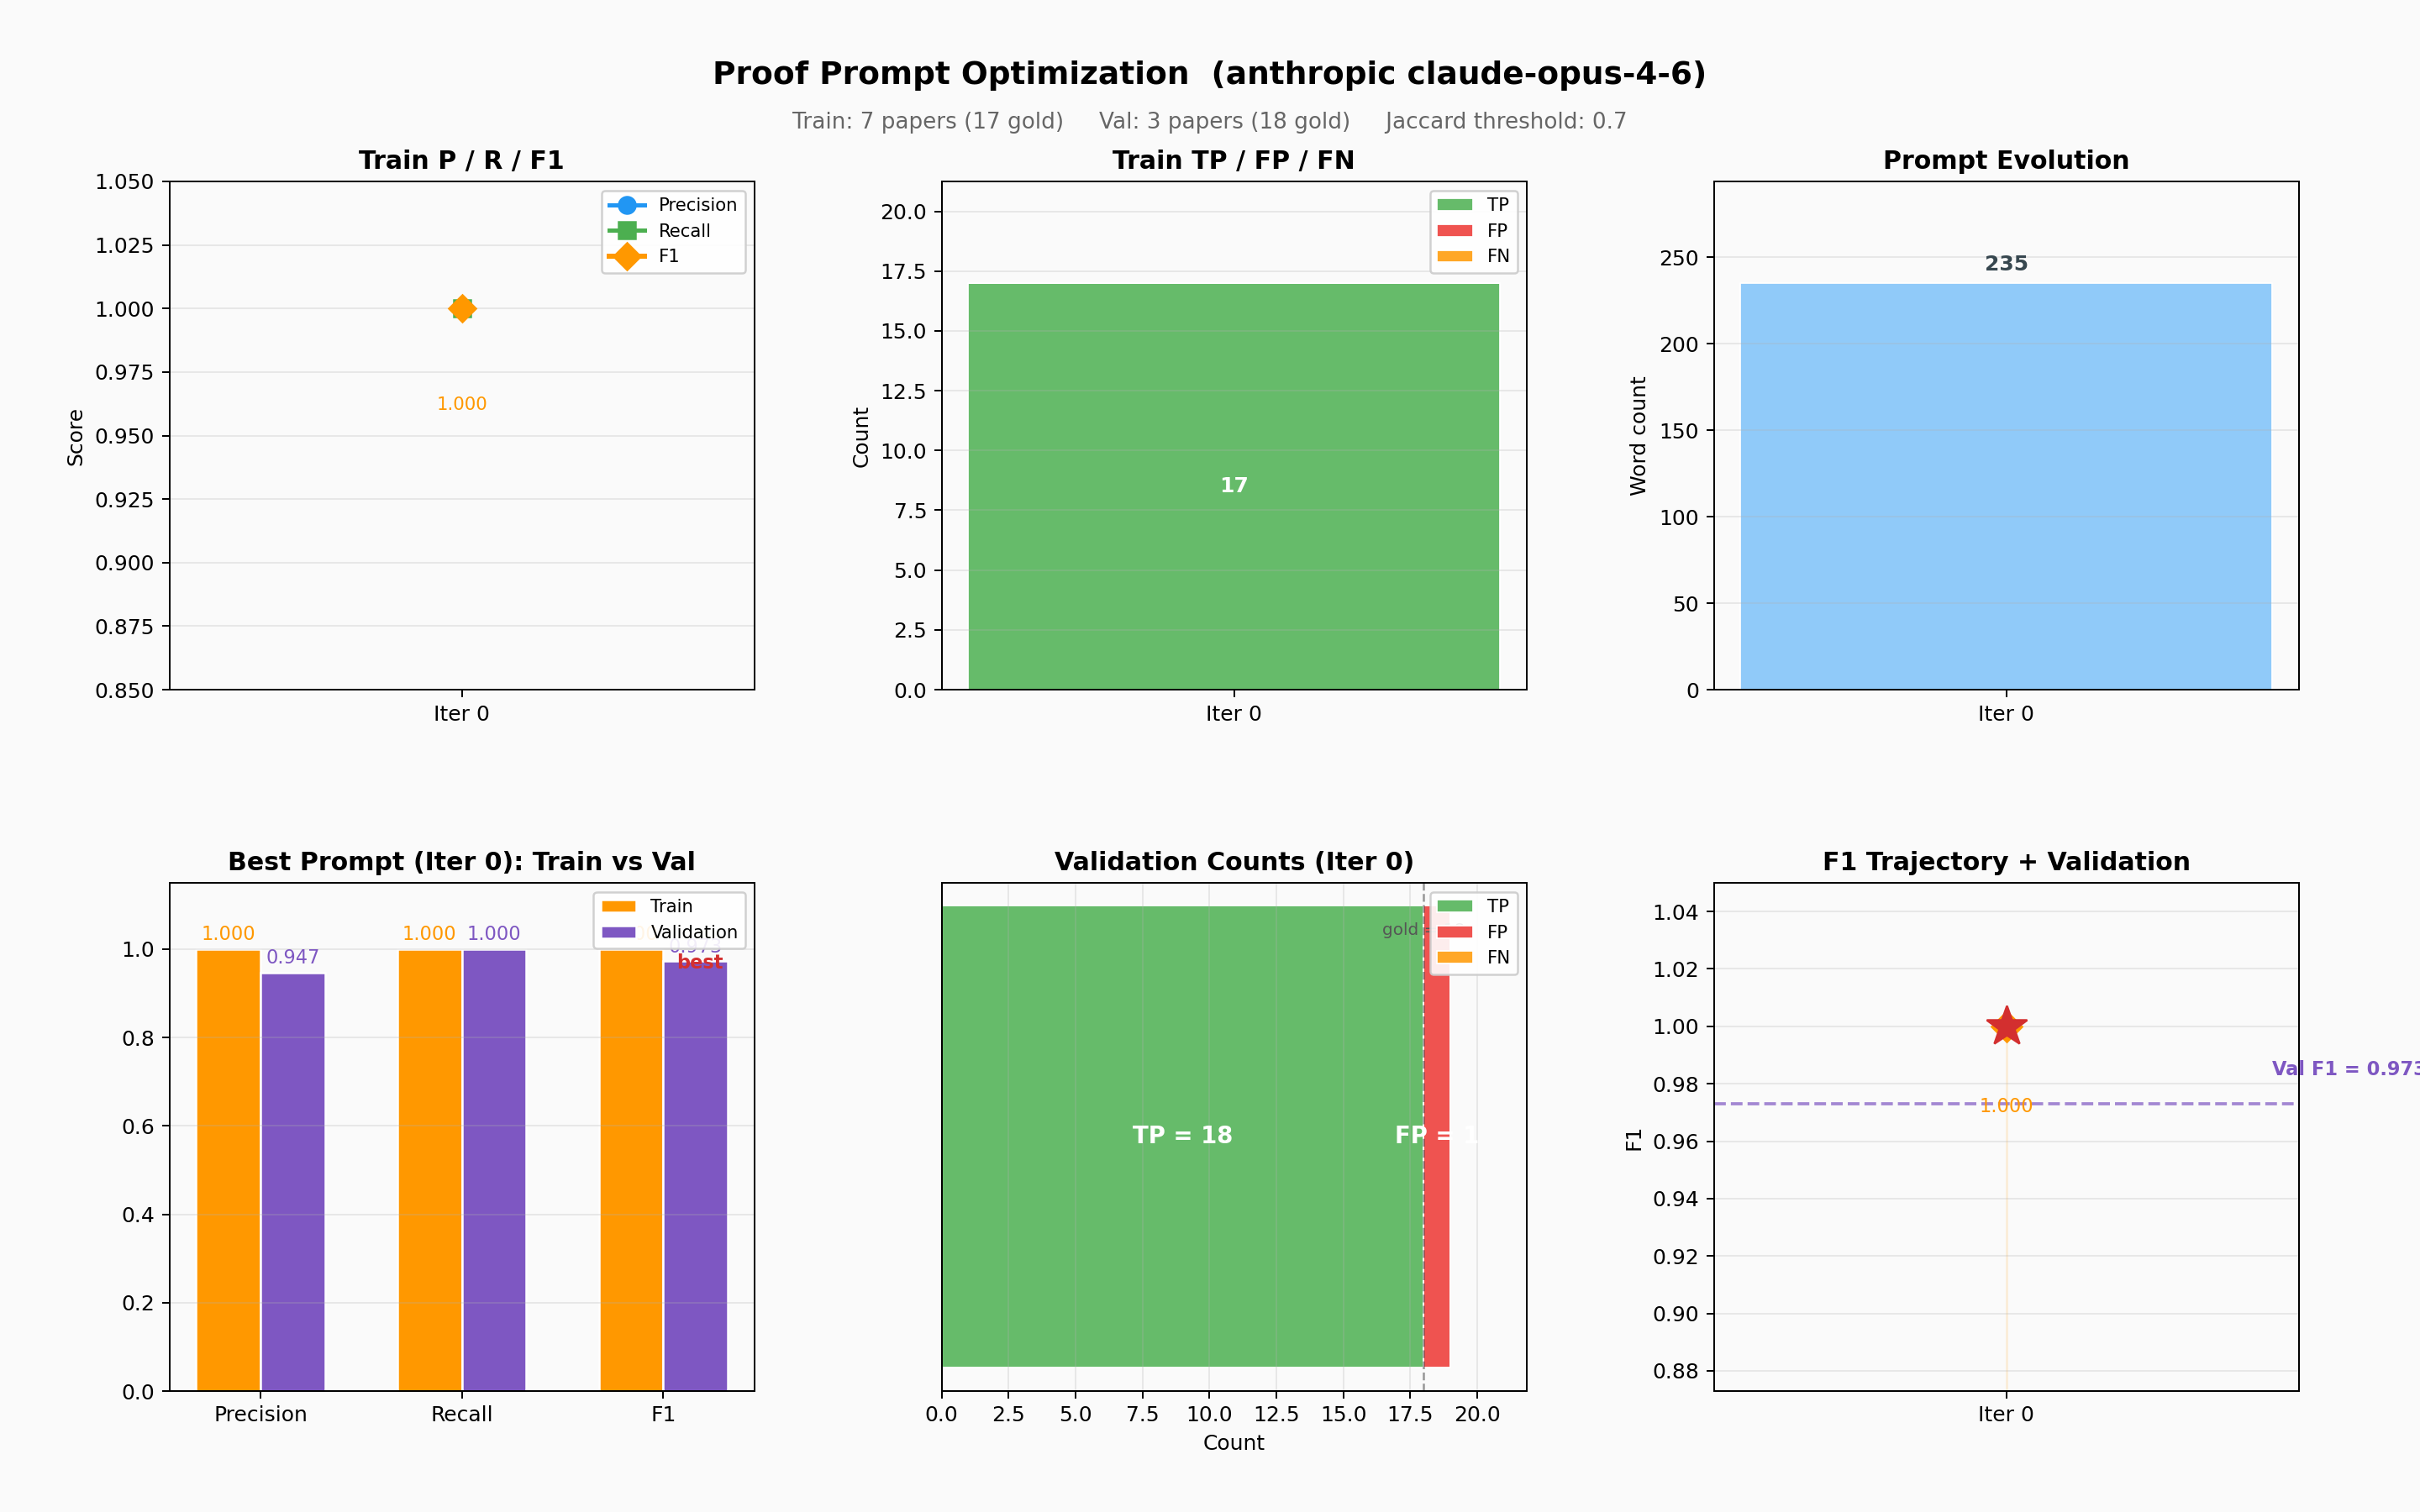 Proof Prompt Optimization (anthropic claude-opus-4-6)
Train: 7 papers (17 gold) Val: 3 papers (18 gold) Jaccard threshold: 0.7
Train P / R / F1
1.050
1.025
1.000
0.975
0.950
0.925
0.900
0.875
0.850
Score
Precision
Recall
F1
1.000
Iter 0
Train TP / FP / FN
20.0
17.5
15.0
12.5
10.0
7.5
5.0
2.5
0.0
Count
TP
FP
FN
17
Iter 0
Prompt Evolution
250
200
150
100
50
0
Word count
235
Iter 0
Best Prompt (Iter 0): Train vs Val
1.0
0.8
0.6
0.4
0.2
0.0
Train
Validation
1.000
0.947
1.000
1.000
0.973
best
Precision
Recall
F1
Validation Counts (Iter 0)
TP
FP
FN
gold
TP = 18
FP = 1
0.0
2.5
5.0
7.5
10.0
12.5
15.0
17.5
20.0
Count
F1 Trajectory + Validation
1.04
1.02
1.00
0.98
0.96
0.94
0.92
0.90
0.88
F1
Val F1 = 0.973
1.000
Iter 0